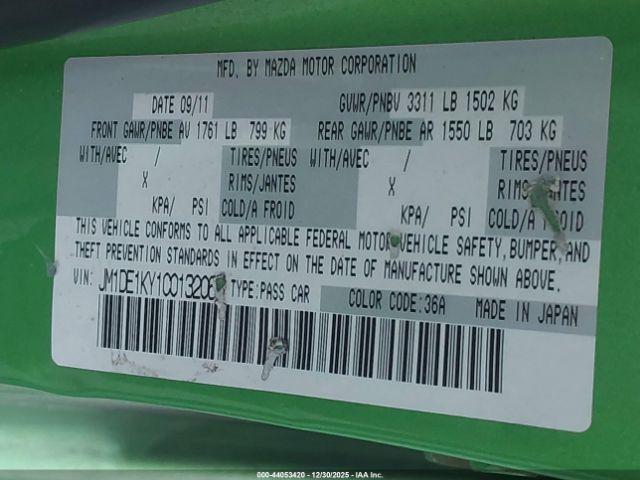 MFD. BY MAZDA MOTOR CORPORATION
DATE 09/11 GVWR/PNBV 3311 LB 1502 KG
FRONT GAWR/PNBE AV 1761 LB 799 KG REAR GAWR/PNBE AR 1550 LB 703 KG
WITH/AVEC / TIRES/PNEUS WITH/AVEC / TIRES/PNEUS
X RIMS/JANTES X RIMS/JANTES
KPA/ PSI COLD/A FROID KPA/ PSI COLD/A FROID
THIS VEHICLE CONFORMS TO ALL APPLICABLE FEDERAL MOTOR VEHICLE SAFETY, BUMPER, AND
THEFT PREVENTION STANDARDS IN EFFECT ON THE DATE OF MANUFACTURE SHOWN ABOVE.
VIN: TYPE:PASS CAR COLOR CODE:36A MADE IN JAPAN
000-44053420 - 12/30/2025 - IAA Inc.